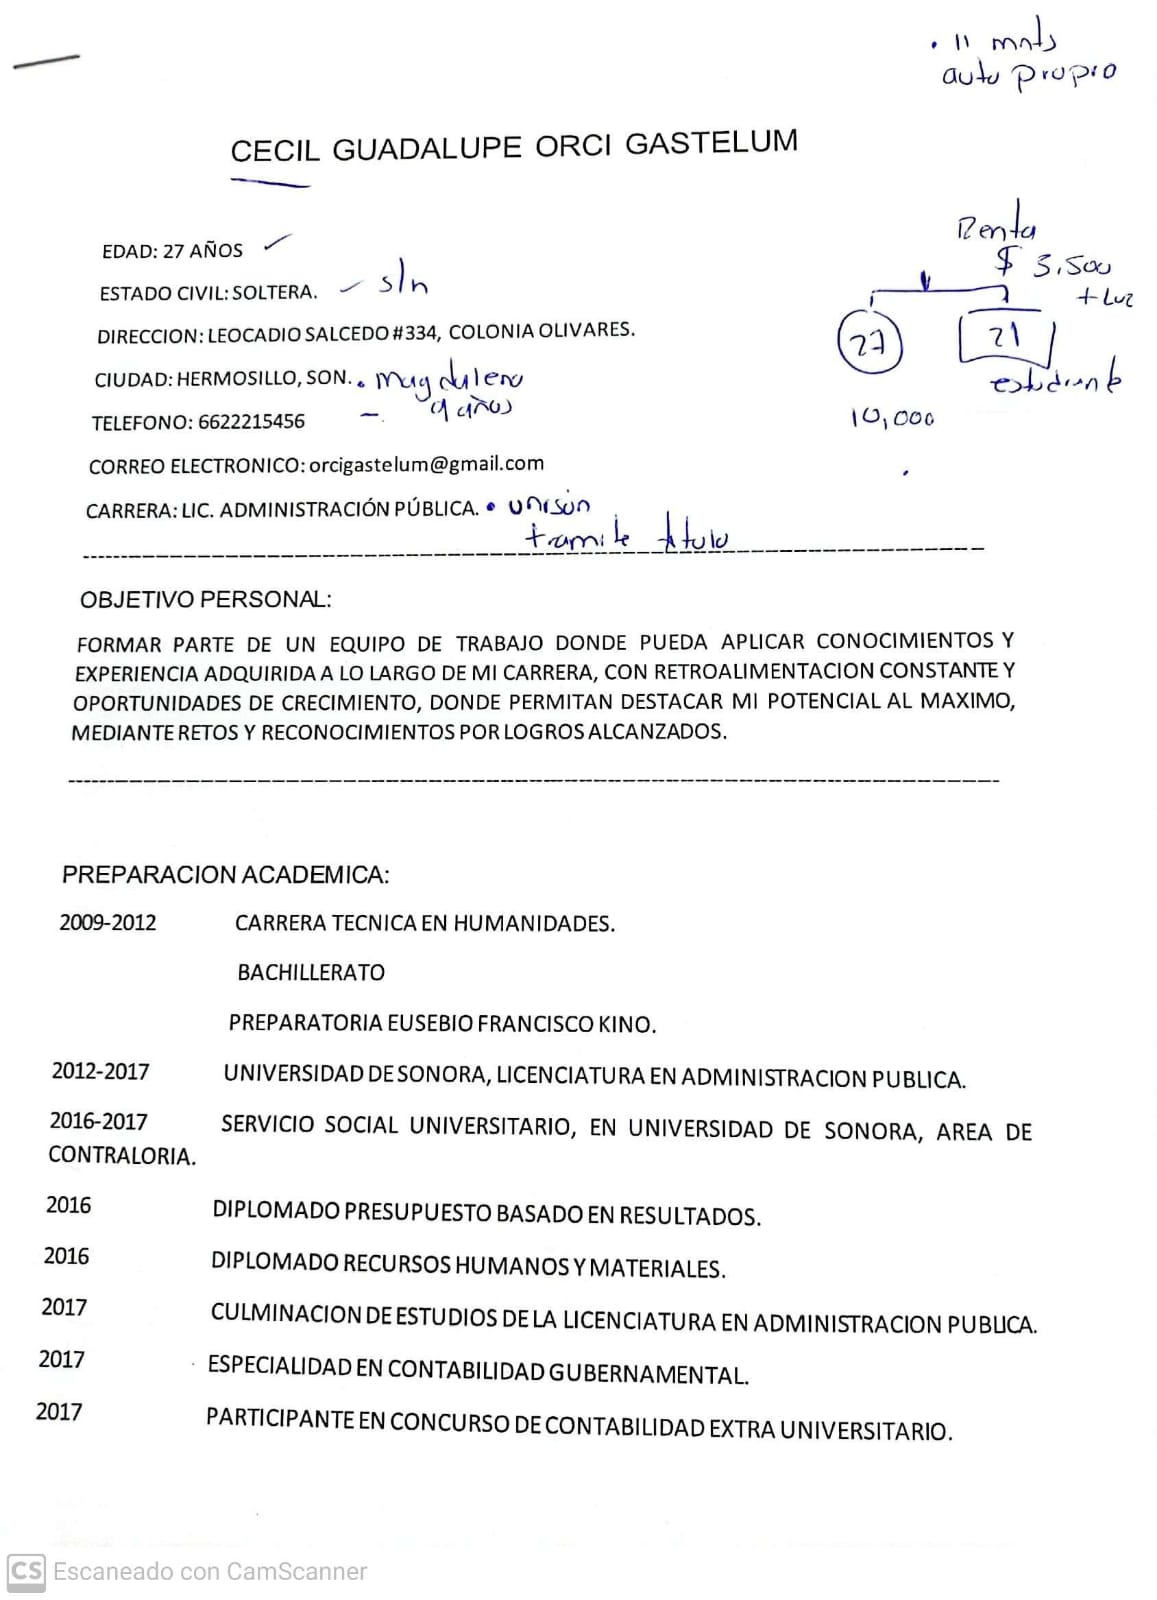 . 11 mnts
auto propio
CECIL GUADALUPE ORCI GASTELUM
EDAD: 27 AÑOS
ESTADO CIVIL: SOLTERA. s/n
DIRECCION: LEOCADIO SALCEDO #334, COLONIA OLIVARES.
CIUDAD: HERMOSILLO, SON. . Magdalena
9 años
TELEFONO: 6622215456
CORREO ELECTRONICO: orcigastelum@gmail.com
CARRERA: LIC. ADMINISTRACIÓN PÚBLICA. • unison
tramite titulo
Renta
$ 3,500
+ Luz
27
21
estudiante
10,000
OBJETIVO PERSONAL:
FORMAR PARTE DE UN EQUIPO DE TRABAJO DONDE PUEDA APLICAR CONOCIMIENTOS Y
EXPERIENCIA ADQUIRIDA A LO LARGO DE MI CARRERA, CON RETROALIMENTACION CONSTANTE Y
OPORTUNIDADES DE CRECIMIENTO, DONDE PERMITAN DESTACAR MI POTENCIAL AL MAXIMO,
MEDIANTE RETOS Y RECONOCIMIENTOS POR LOGROS ALCANZADOS.
PREPARACION ACADEMICA:
2009-2012 CARRERA TECNICA EN HUMANIDADES.
BACHILLERATO
PREPARATORIA EUSEBIO FRANCISCO KINO.
2012-2017 UNIVERSIDAD DE SONORA, LICENCIATURA EN ADMINISTRACION PUBLICA.
2016-2017 SERVICIO SOCIAL UNIVERSITARIO, EN UNIVERSIDAD DE SONORA, AREA DE
CONTRALORIA.
2016 DIPLOMADO PRESUPUESTO BASADO EN RESULTADOS.
2016 DIPLOMADO RECURSOS HUMANOS Y MATERIALES.
2017 CULMINACION DE ESTUDIOS DE LA LICENCIATURA EN ADMINISTRACION PUBLICA.
2017 ESPECIALIDAD EN CONTABILIDAD GUBERNAMENTAL.
2017 PARTICIPANTE EN CONCURSO DE CONTABILIDAD EXTRA UNIVERSITARIO.
CS Escaneado con CamScanner